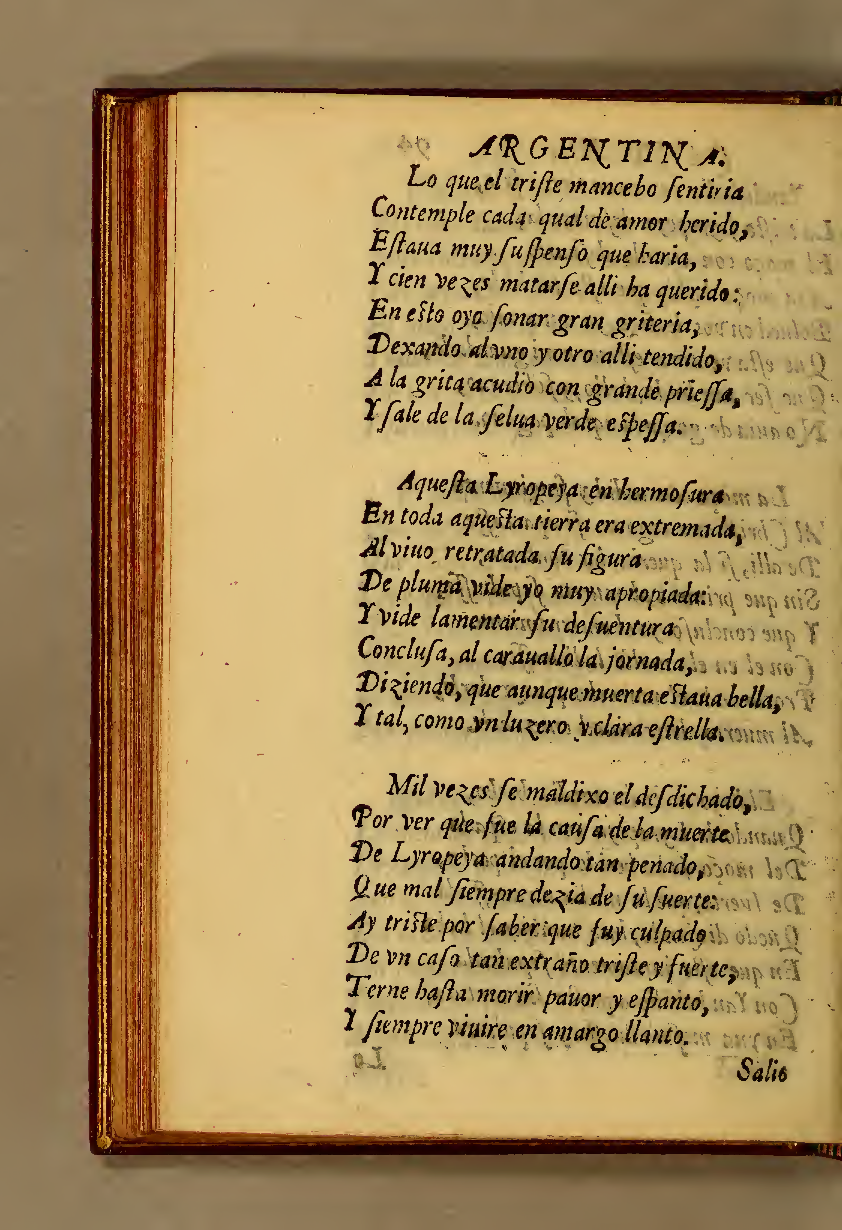 ARGENTINA.
Lo que el triſte mancebo ſentiria
Contemple cada qual de amor herido,
Eſtaua muy ſuſpenſo que haria,
Y cien vezes matarſe alli ha querido:
En eſto oyo ſonar gran griteria,
Dexando al vno y otro alli tendido,
A la grita acudio con grande prieſſa,
Y ſale de la ſelua verde eſpeſſa.
Aqueſta Lyropeya en hermoſura
En toda aqueſta tierra era extremada,
Al viuo retratada ſu figura
De pluma vide yo muy apropiada:
Y vide lamentar ſu deſuentura
Concluſa, al carauallo la jornada,
Diziendo, que aunque muerta eſtaua bella,
Y tal, como vn luzero y clara eſtrella.
Mil vezes ſe maldixo el deſdichado,
Por ver que fue la cauſa de la muerte
De Lyropeya andando tan penado,
Que mal ſiempre dezia de ſu ſuerte:
Ay triſte por ſaber que fuy culpado
De vn caſo tan extraño triſte y fuerte,
Terne haſta morir pauor y eſpanto,
Y ſiempre viuire en amargo llanto.
Salio